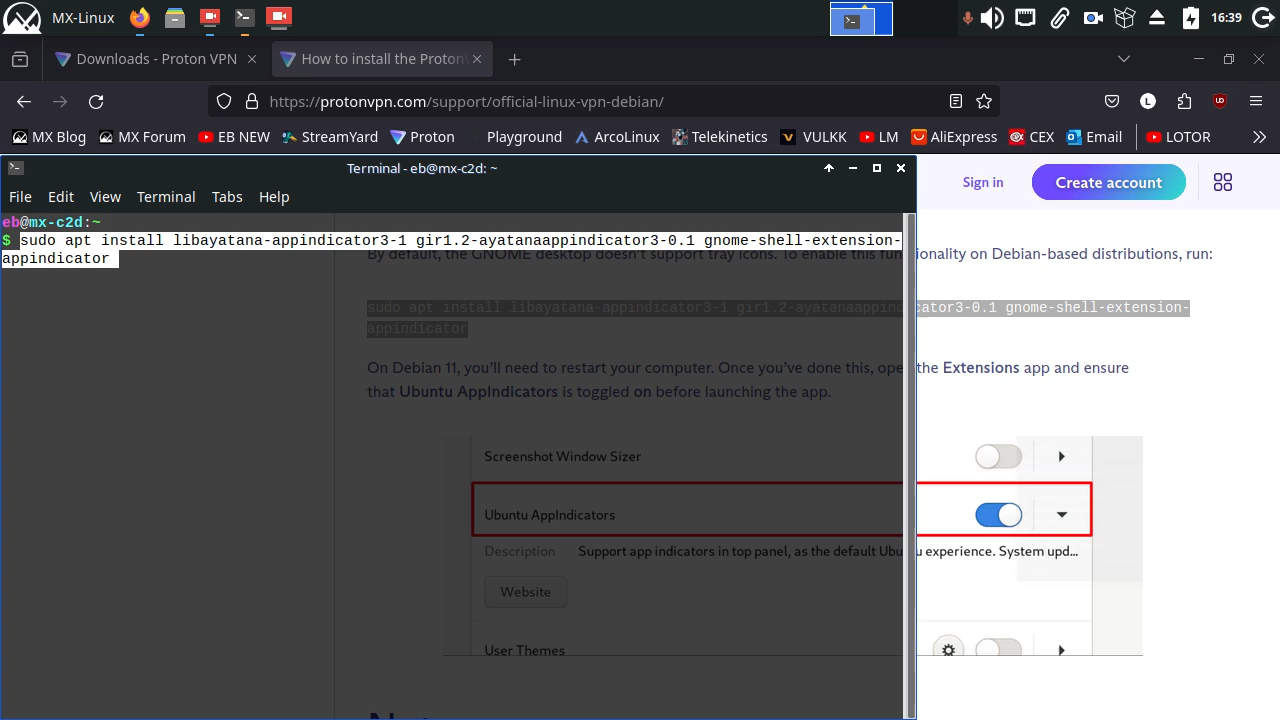 MX-Linux
16:39
Downloads - Proton VPN
How to install the Proton
https://protonvpn.com/support/official-linux-vpn-debian/
L
UD
MX Blog
MX Forum
EB NEW
StreamYard
Proton
Playground
ArcoLinux
Telekinetics
VULKK
LM
AliExpress
CEX
Email
LOTOR
Terminal - eb@mx-c2d: ~
Sign in
Create account
File Edit View Terminal Tabs Help
eb@mx-c2d:~
$ sudo apt install libayatana-appindicator3-1 gir1.2-ayatanaappindicator3-0.1 gnome-shell-extension-
appindicator
By default, the GNOME desktop doesn't support tray icons. To enable this functionality on Debian-based distributions, run:
sudo apt install libayatana-appindicator3-1 gir1.2-ayatanaappindicator3-0.1 gnome-shell-extension-
appindicator
On Debian 11, you’ll need to restart your computer. Once you’ve done this, open the Extensions app and ensure
that Ubuntu AppIndicators is toggled on before launching the app.
Screenshot Window Sizer
Ubuntu AppIndicators
Description Support app indicators in top panel, as the default Ubuntu experience. System upd...
Website
User Themes